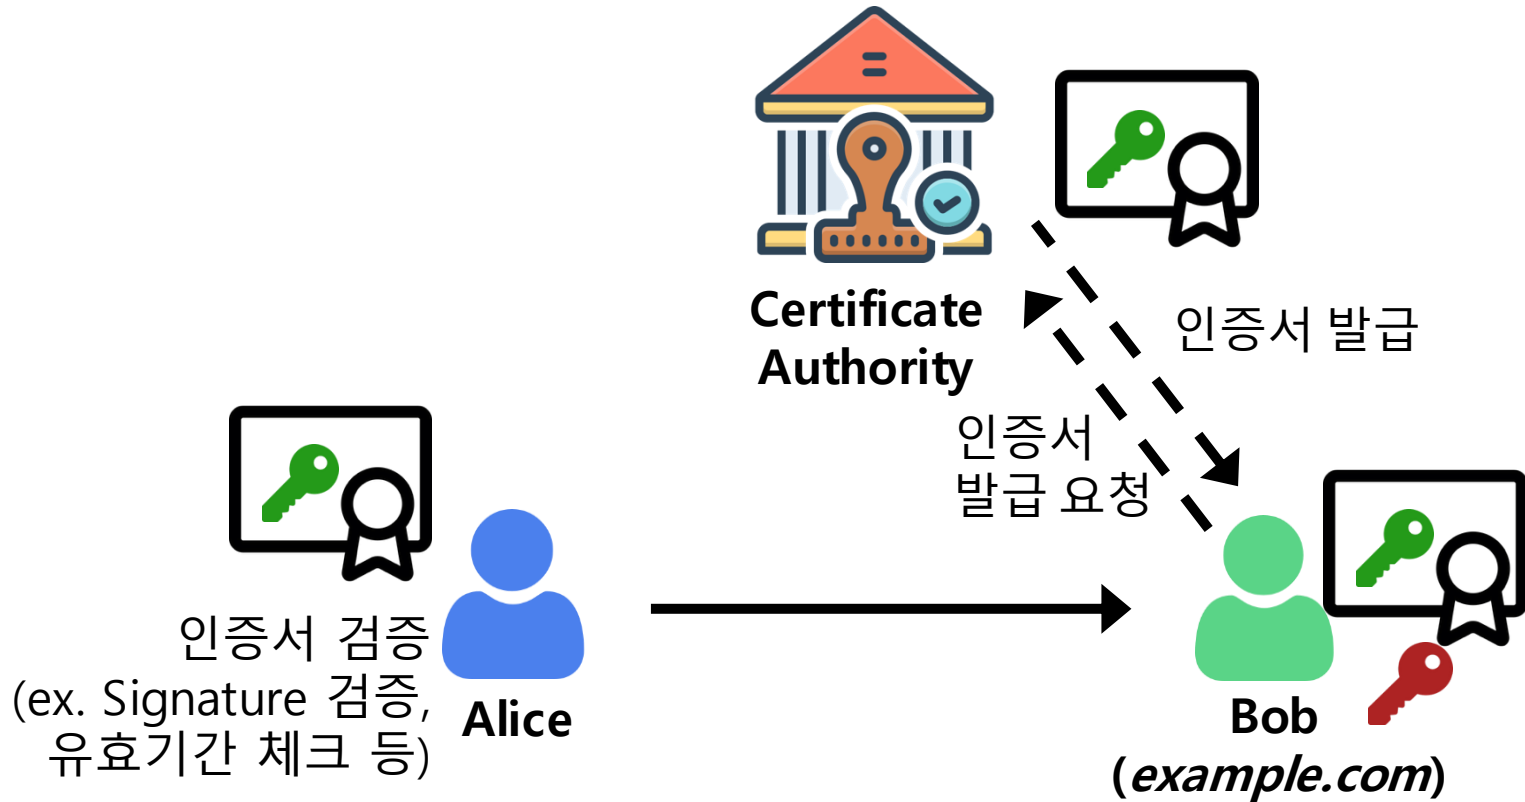 Certificate
Authority
인증서 발급
인증서
발급 요청
인증서 검증
(ex. Signature 검증,
유효기간 체크 등)
Alice
Bob
(example.com)